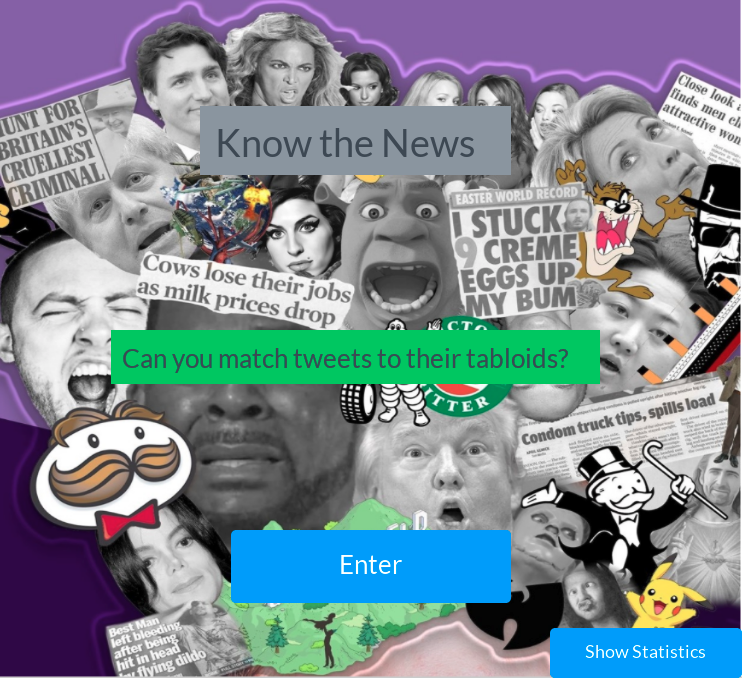 Close look a
finds men ch
attractive wom
HUNT FOR
BRITAIN'S
CRUELLEST
CRIMINAL
Know the News
EASTER WORLD RECORD
I STUCK
9 CREME
EGGS UP
MY BUM
Cows lose their jobs
as milk prices drop
Can you match tweets to their tabloids?
Condom truck tips, spills load
Enter
Best Man
left bleeding
after being
hit in head
by flying dildo
Show Statistics